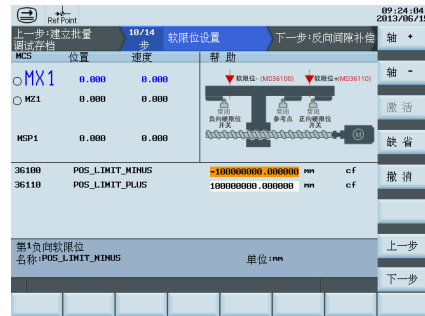 Ref Point
09:24:04
2013/06/1
上一步:建立批量调试存档
10/14 步
软限位设置
下一步:反向间隙补偿
轴 +
MCS 位置 速度
帮 助
MX1 0.000 0.000
软限位- (MD36100) 软限位+(MD36110)
轴 -
MZ1 0.000 0.000
激 活
常闭 常闭 常闭
负向硬限位开关 参考点 正向硬限位开关
MSP1 0.000 0.000
M
缺 省
36100 POS_LIMIT_MINUS -100000000.000000 mm cf
撤 消
36110 POS_LIMIT_PLUS 100000000.000000 mm cf
第1负向软限位
名称:POS_LIMIT_MINUS 单位:mm
上一步
下一步